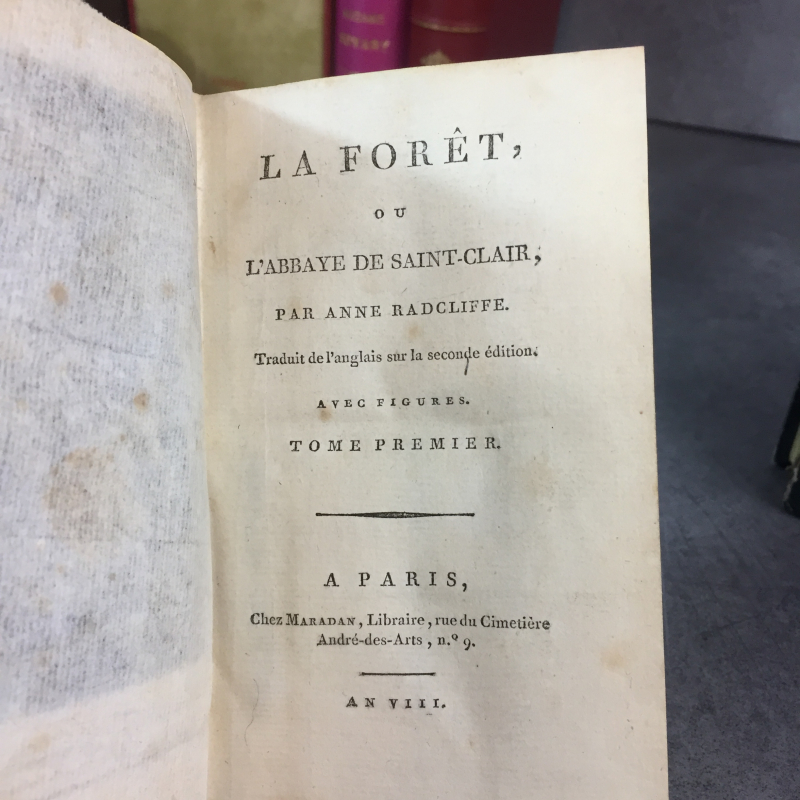 LA FORÊT,
OU
L'ABBAYE DE SAINT-CLAIR,
PAR ANNE RADCLIFFE.
Traduit de l'anglais sur la seconde édition.
AVEC FIGURES.
TOME PREMIER.
A PARIS,
Chez MARADAN, Libraire, rue du Cimetière
André-des-Arts, n.º 9.
AN VIII.